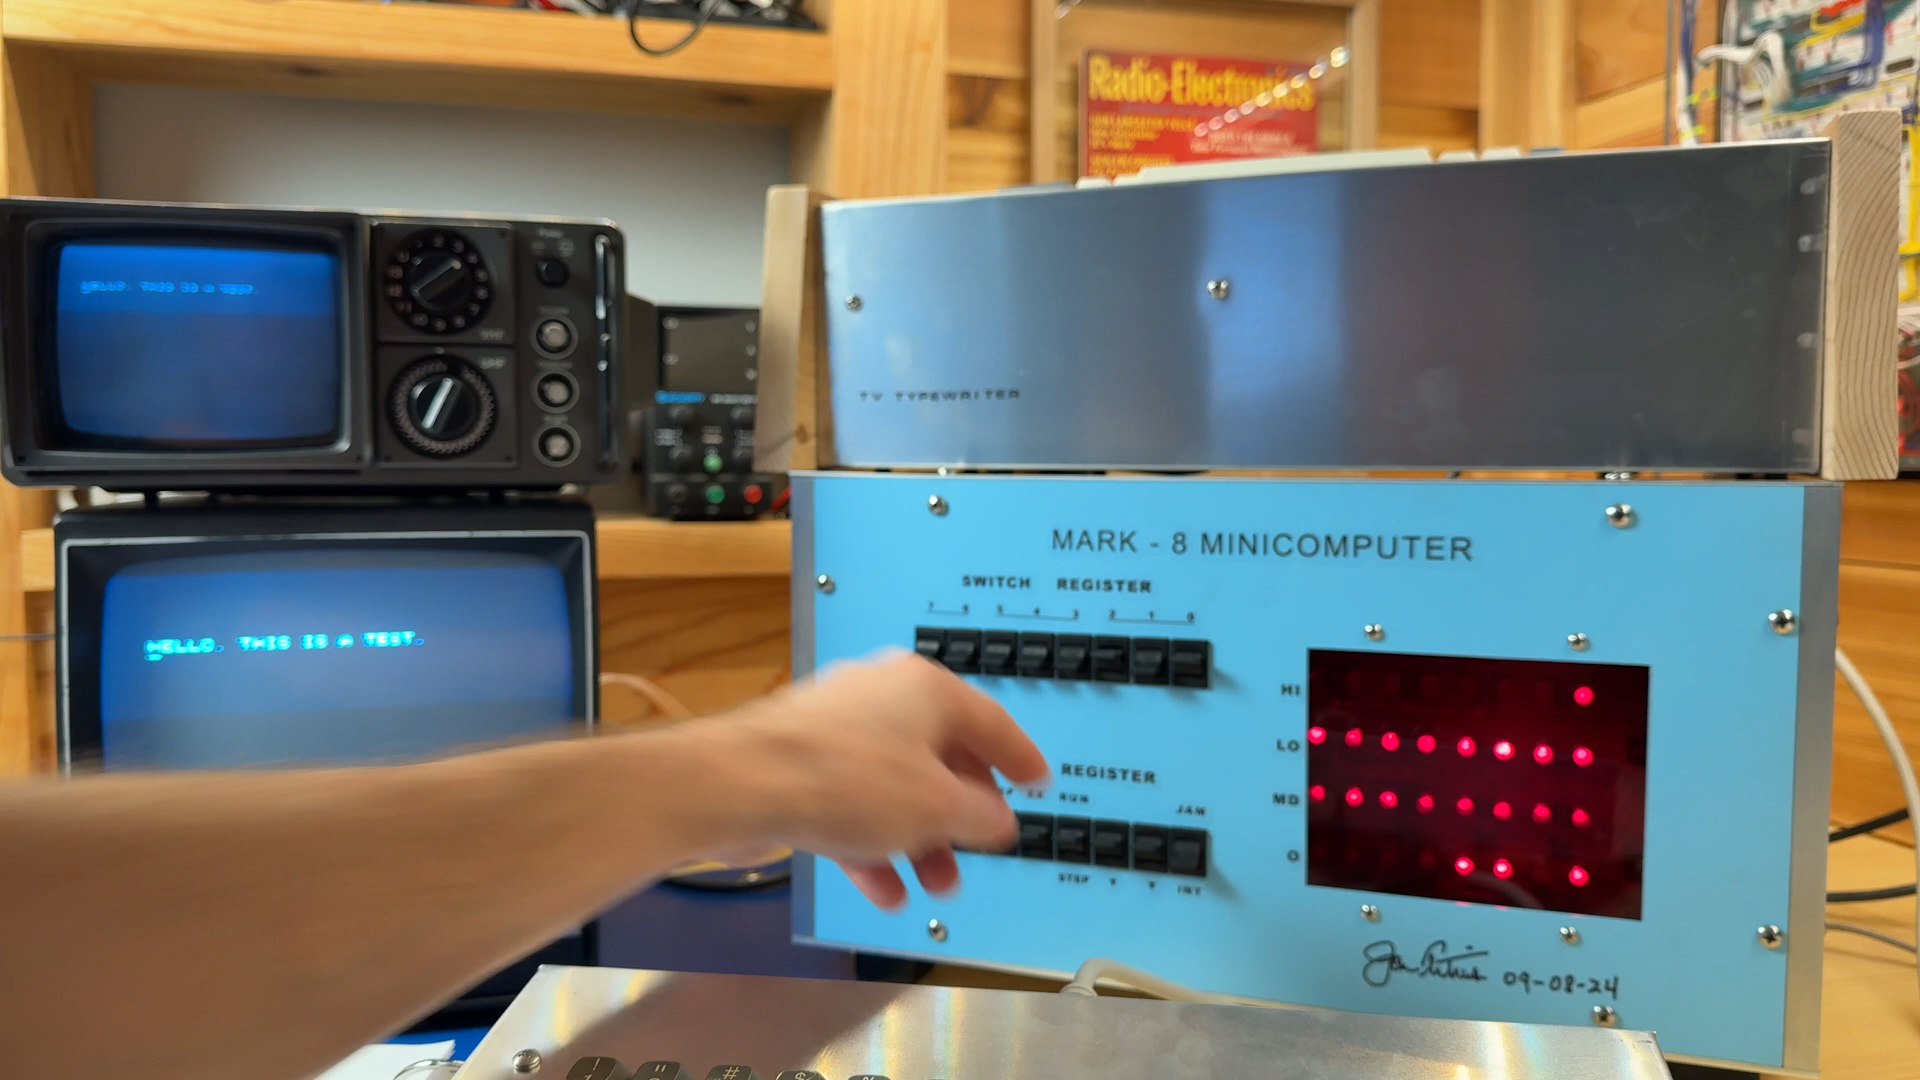 Radio-Electronics
HELLO. THIS IS A TEST.
TV TYPEWRITER
MARK - 8 MINICOMPUTER
SWITCH REGISTER
7 6 5 4 3 2 1 0
HELLO. THIS IS A TEST.
HI
LO
REGISTER
RUN
MD
JAM
O
STEP Y Y INT
09-08-24
! " # $ %